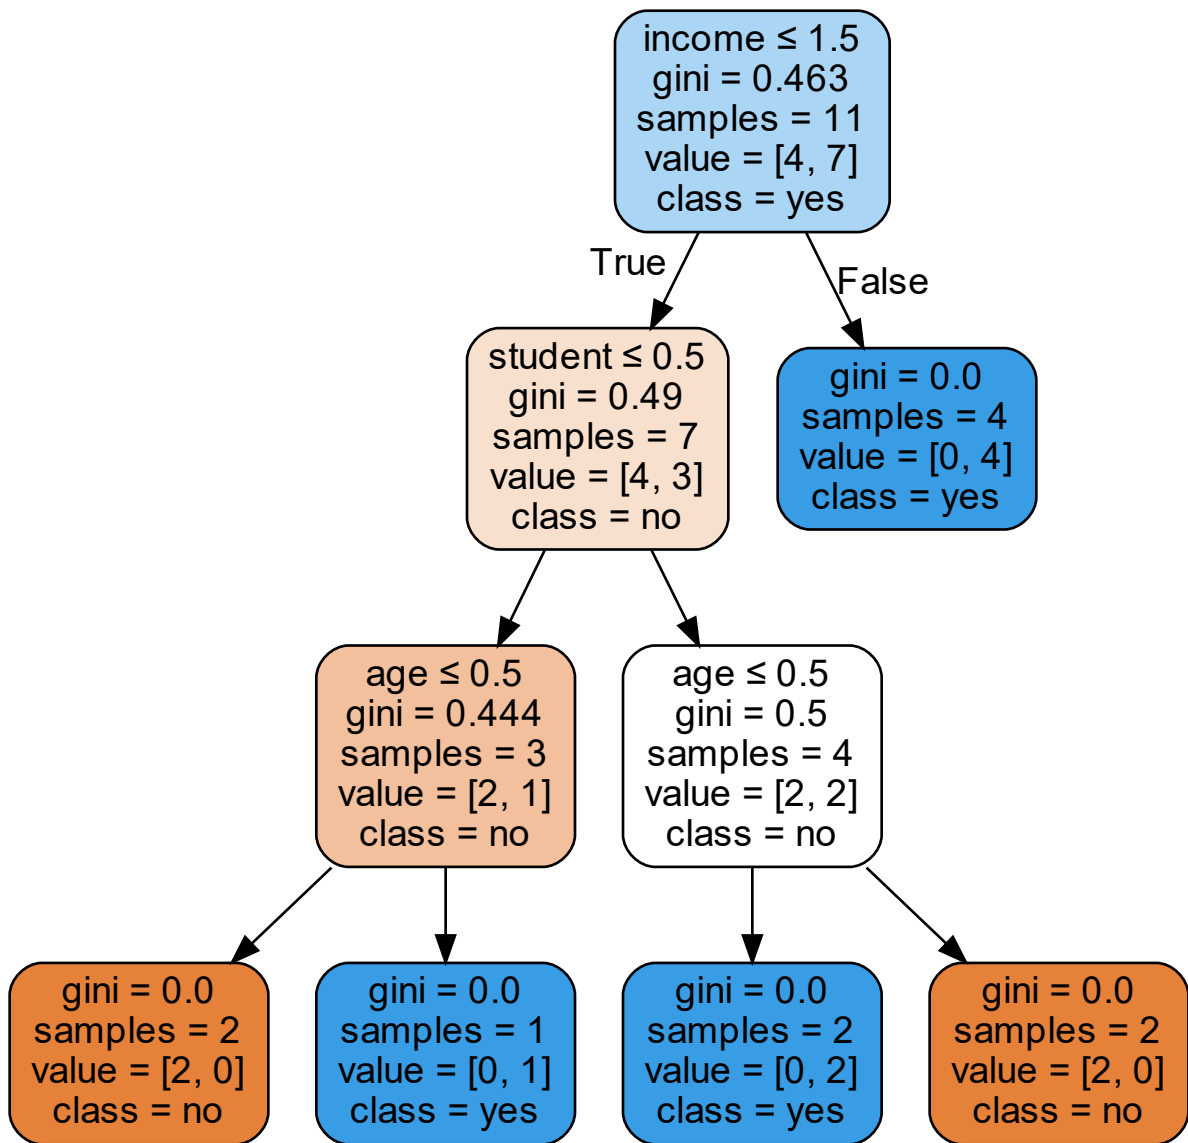 income ≤ 1.5
gini = 0.463
samples = 11
value = [4, 7]
class = yes
True
False
student ≤ 0.5
gini = 0.49
samples = 7
value = [4, 3]
class = no
gini = 0.0
samples = 4
value = [0, 4]
class = yes
age ≤ 0.5
gini = 0.444
samples = 3
value = [2, 1]
class = no
age ≤ 0.5
gini = 0.5
samples = 4
value = [2, 2]
class = no
gini = 0.0
samples = 2
value = [2, 0]
class = no
gini = 0.0
samples = 1
value = [0, 1]
class = yes
gini = 0.0
samples = 2
value = [0, 2]
class = yes
gini = 0.0
samples = 2
value = [2, 0]
class = no